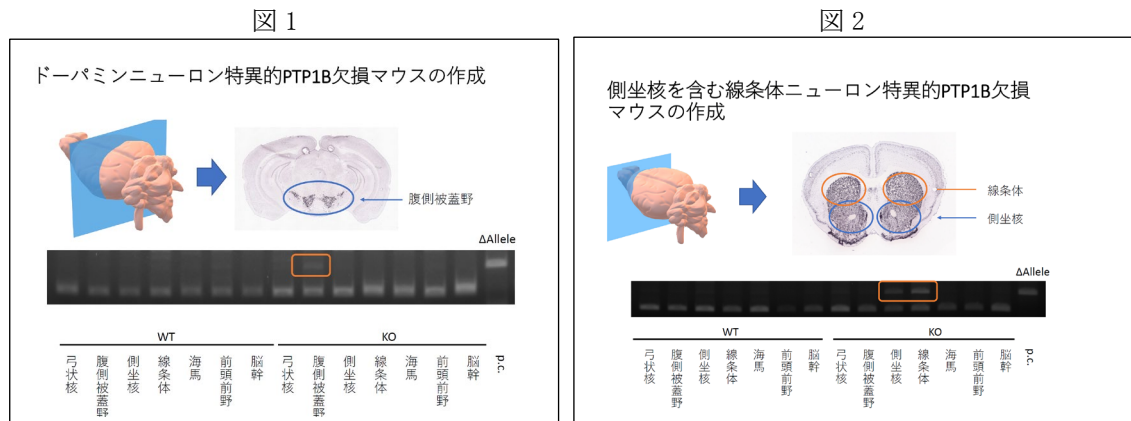 図1
ドーパミンニューロン特異的PTP1B欠損マウスの作成
腹側被蓋野
ΔAllele
WT
KO
弓状核
腹側被蓋野
側坐核
線条体
海馬
前頭前野
脳幹
弓状核
腹側被蓋野
側坐核
線条体
海馬
前頭前野
脳幹
p.c.
図2
側坐核を含む線条体ニューロン特異的PTP1B欠損
マウスの作成
線条体
側坐核
ΔAllele
WT
KO
弓状核
腹側被蓋野
側坐核
線条体
海馬
前頭前野
脳幹
弓状核
腹側被蓋野
側坐核
線条体
海馬
前頭前野
脳幹
p.c.